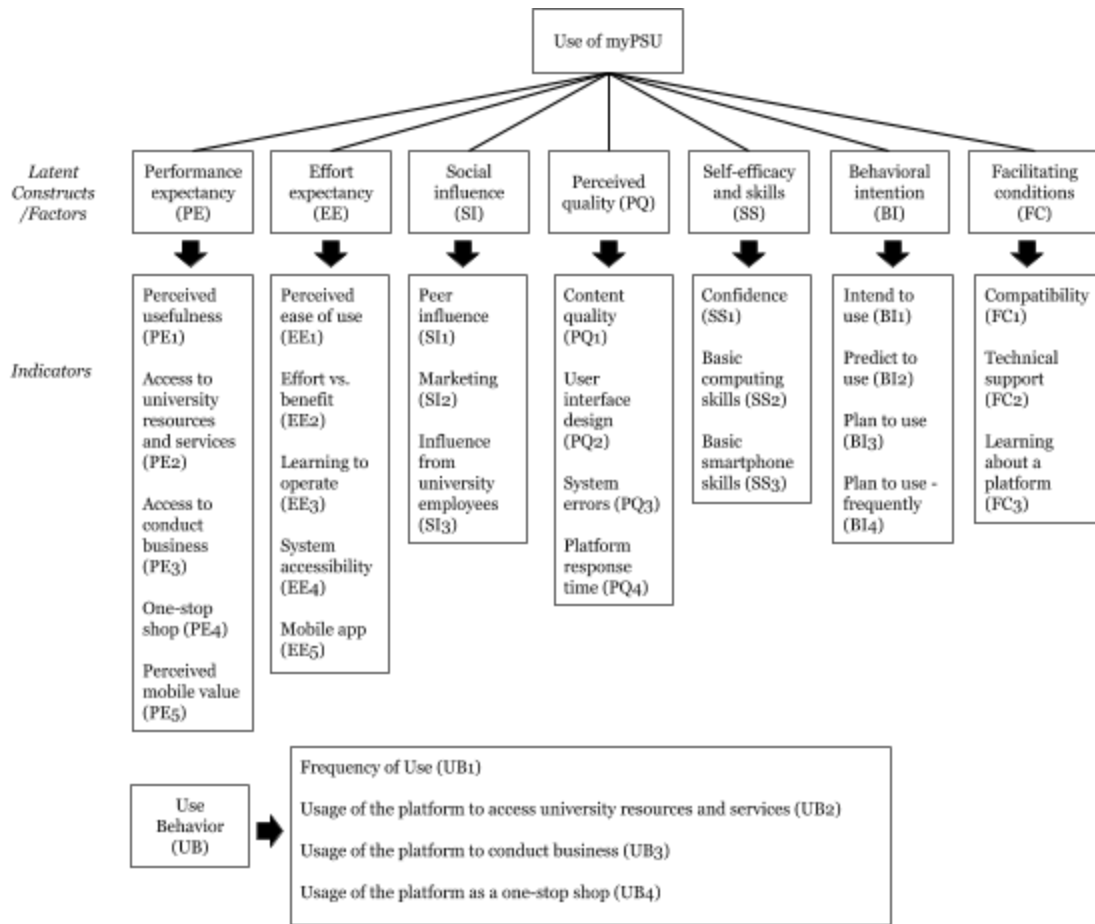 Use of myPSU
Latent
Constructs
/Factors
Performance
expectancy
(PE)
Effort
expectancy
(EE)
Social
influence
(SI)
Perceived
quality (PQ)
Self-efficacy
and skills
(SS)
Behavioral
intention
(BI)
Facilitating
conditions
(FC)
Indicators
Perceived
usefulness
(PE1)
Access to
university
resources
and services
(PE2)
Access to
conduct
business
(PE3)
One-stop
shop (PE4)
Perceived
mobile value
(PE5)
Perceived
ease of use
(EE1)
Effort vs.
benefit
(EE2)
Learning to
operate
(EE3)
System
accessibility
(EE4)
Mobile app
(EE5)
Peer
influence
(SI1)
Marketing
(SI2)
Influence
from
university
employees
(SI3)
Content
quality
(PQ1)
User
interface
design
(PQ2)
System
errors (PQ3)
Platform
response
time (PQ4)
Confidence
(SS1)
Basic
computing
skills (SS2)
Basic
smartphone
skills (SS3)
Intend to
use (BI1)
Predict to
use (BI2)
Plan to use
(BI3)
Plan to use -
frequently
(BI4)
Compatibility
(FC1)
Technical
support
(FC2)
Learning
about a
platform
(FC3)
Use
Behavior
(UB)
Frequency of Use (UB1)
Usage of the platform to access university resources and services (UB2)
Usage of the platform to conduct business (UB3)
Usage of the platform as a one-stop shop (UB4)